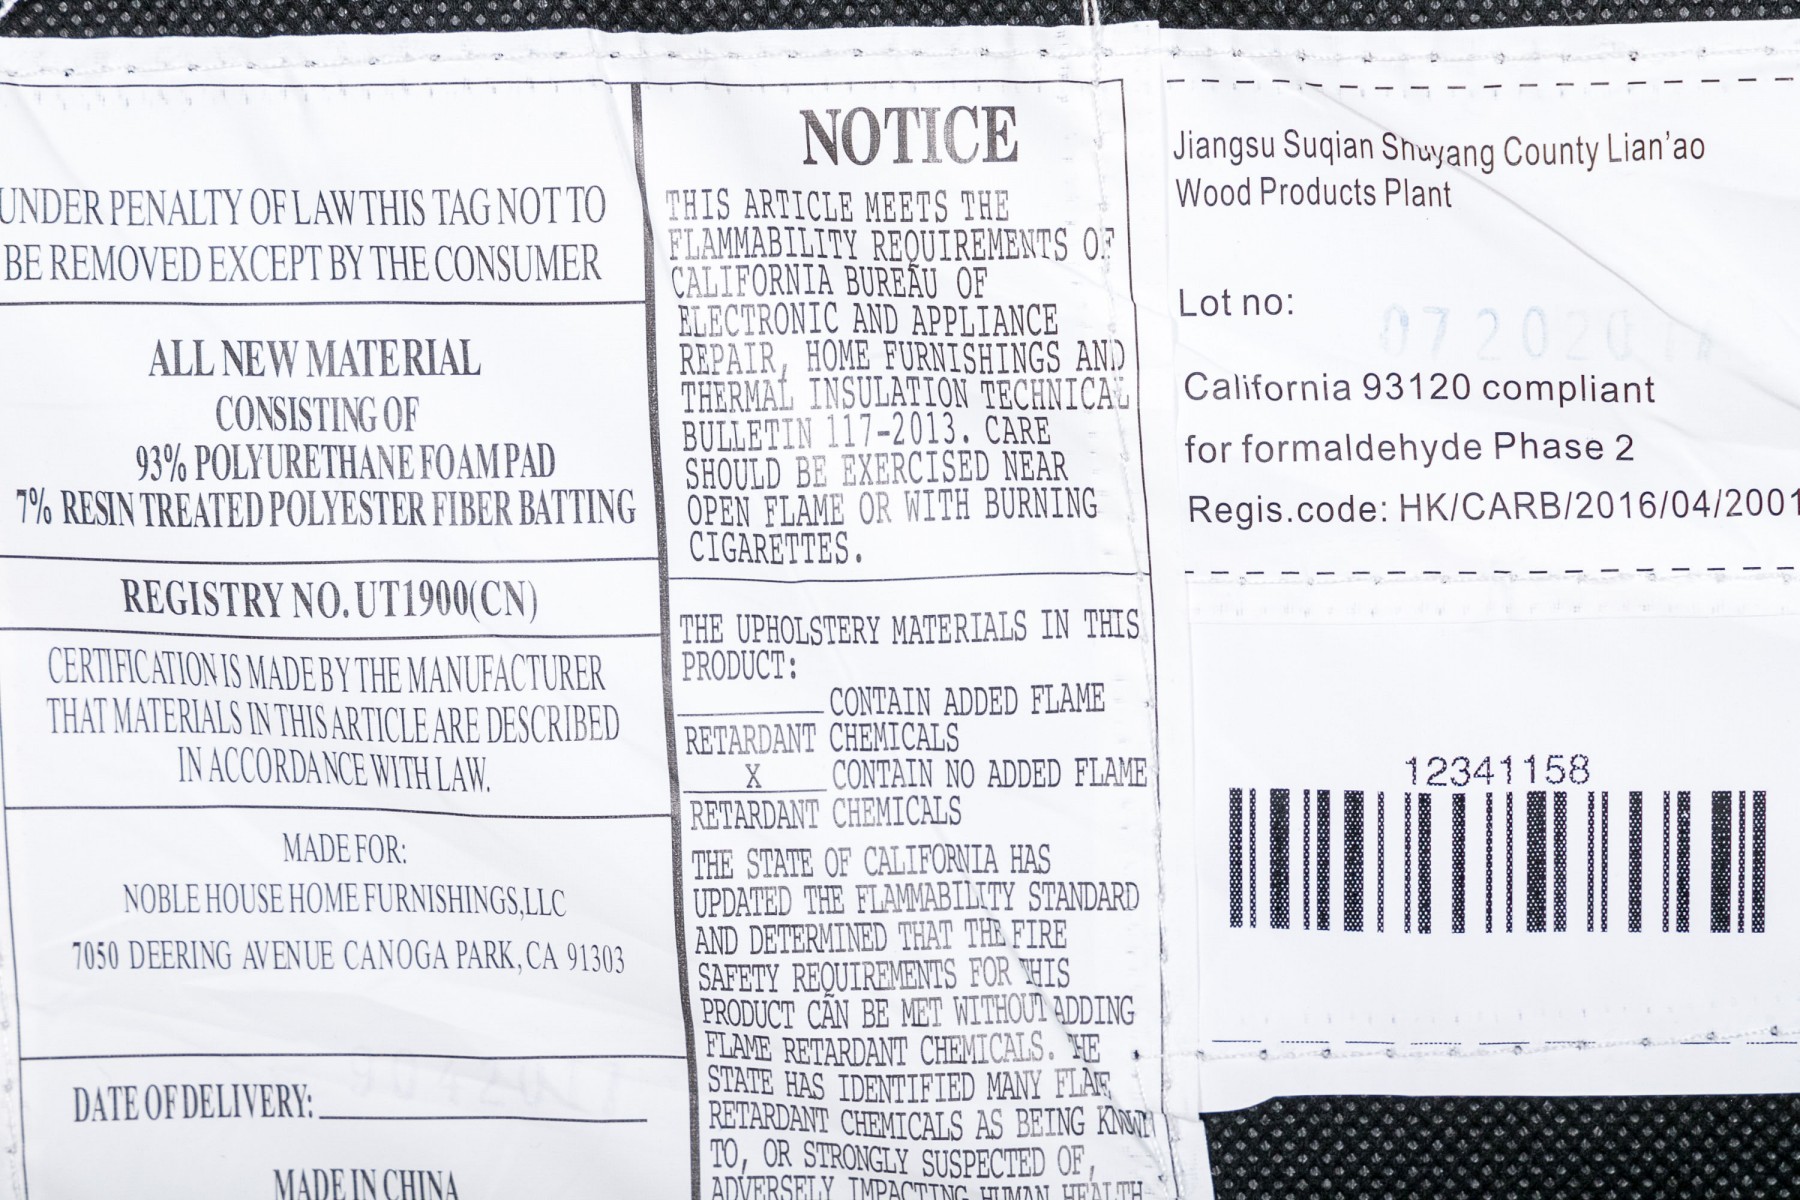 UNDER PENALTY OF LAW THIS TAG NOT TO
BE REMOVED EXCEPT BY THE CONSUMER
ALL NEW MATERIAL
CONSISTING OF
93% POLYURETHANE FOAM PAD
7% RESIN TREATED POLYESTER FIBER BATTING
REGISTRY NO. UT1900(CN)
CERTIFICATION IS MADE BY THE MANUFACTURER
THAT MATERIALS IN THIS ARTICLE ARE DESCRIBED
IN ACCORDANCE WITH LAW.
MADE FOR:
NOBLE HOUSE HOME FURNISHINGS,LLC
7050 DEERING AVENUE CANOGA PARK, CA 91303
DATE OF DELIVERY:
MADE IN CHINA
NOTICE
THIS ARTICLE MEETS THE
FLAMMABILITY REQUIREMENTS OF
CALIFORNIA BUREAU OF
ELECTRONIC AND APPLIANCE
REPAIR, HOME FURNISHINGS AND
THERMAL INSULATION TECHNICAL
BULLETIN 117-2013. CARE
SHOULD BE EXERCISED NEAR
OPEN FLAME OR WITH BURNING
CIGARETTES.
THE UPHOLSTERY MATERIALS IN THIS
PRODUCT:
CONTAIN ADDED FLAME
RETARDANT CHEMICALS
X CONTAIN NO ADDED FLAME
RETARDANT CHEMICALS
THE STATE OF CALIFORNIA HAS
UPDATED THE FLAMMABILITY STANDARD
AND DETERMINED THAT THE FIRE
SAFETY REQUIREMENTS FOR THIS
PRODUCT CAN BE MET WITHOUT ADDING
FLAME RETARDANT CHEMICALS. HE
STATE HAS IDENTIFIED MANY FLAME
RETARDANT CHEMICALS AS BEING KNOWN
TO, OR STRONGLY SUSPECTED OF,
ADVERSELY IMPACTING HUMAN HEALTH
Jiangsu Suqian Shuyang County Lian'ao
Wood Products Plant
Lot no:
California 93120 compliant
for formaldehyde Phase 2
Regis.code: HK/CARB/2016/04/2001
12341158